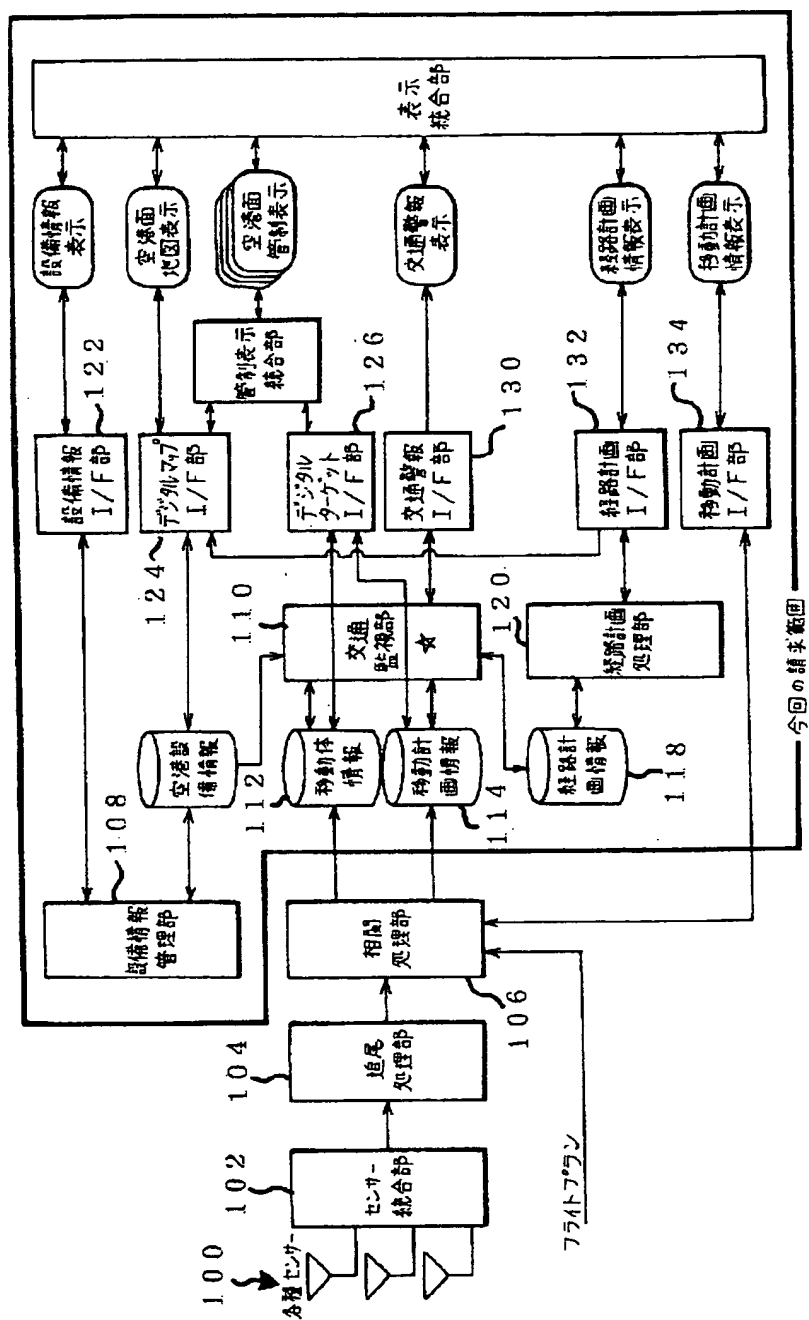 100
各種センサー
102
センサー
統合部
104
追尾
処理部
フライトプラン
相関
処理部
106
108
設備情報
管理部
空港設
備情報
112
移動体
情報
移動計
画情報
114
経路計
画情報
118
110
交通
監視部
☆
120
経路計画
処理部
設備情報
I/F部
122
124
デジタルマップ
I/F部
デジタル
ターゲット
I/F部
126
交通警報
I/F部
130
経路計画
I/F部
132
移動計画
I/F部
134
管制表示
統合部
設備情報
表示
空港面
地図表示
空港面
管制表示
交通警報
表示
経路計画
情報表示
移動計画
情報表示
表示
統合部
今回の請求範囲